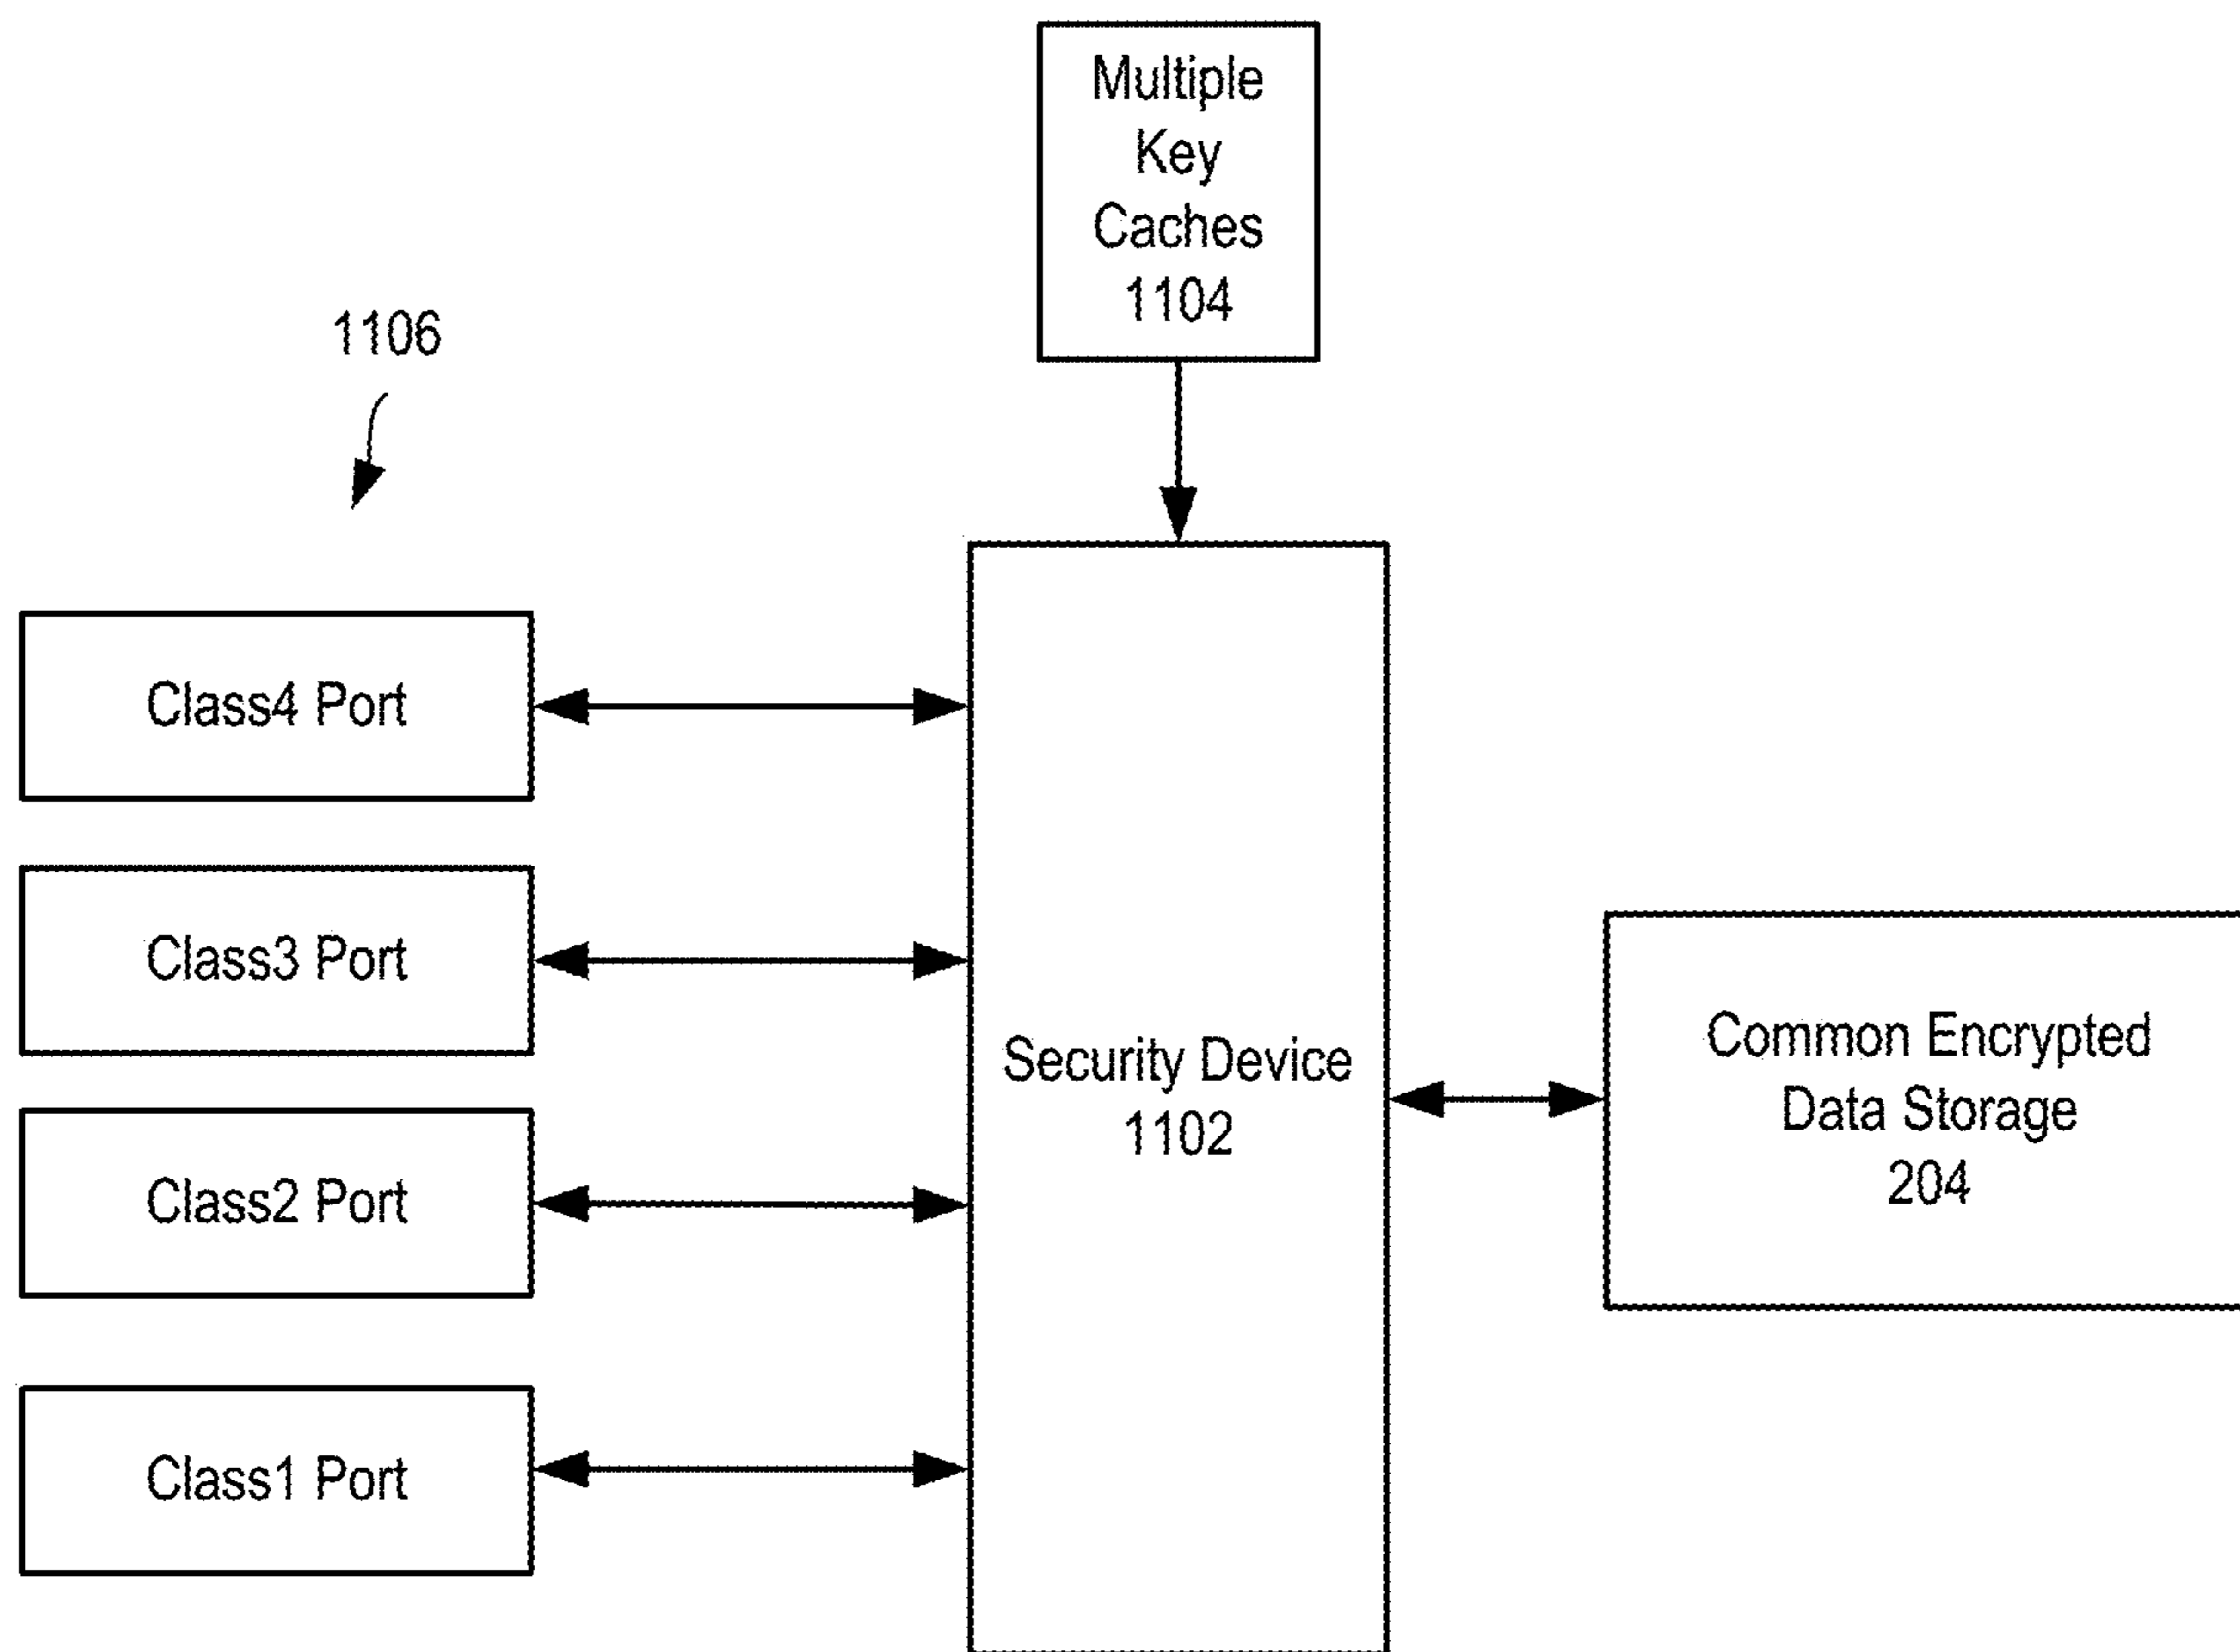 Multiple
Key
Caches
1104
1106
Class4 Port
Class3 Port
Class2 Port
Class1 Port
Security Device
1102
Common Encrypted
Data Storage
204